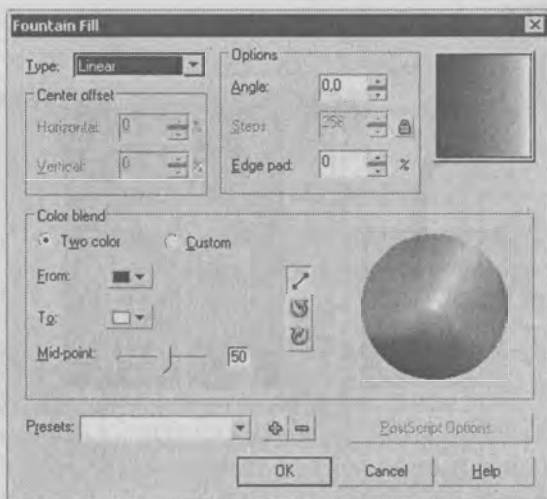 Fountain Fill
Type: Linear
Center offset
Horizontal: 0 %
Vertical: 0 %
Options
Angle: 0,0
Steps 256
Edge pad: 0 %
Color blend
Two color Custom
From:
To:
Mid-point: 50
Presets:
PostScript Options...
OK Cancel Help